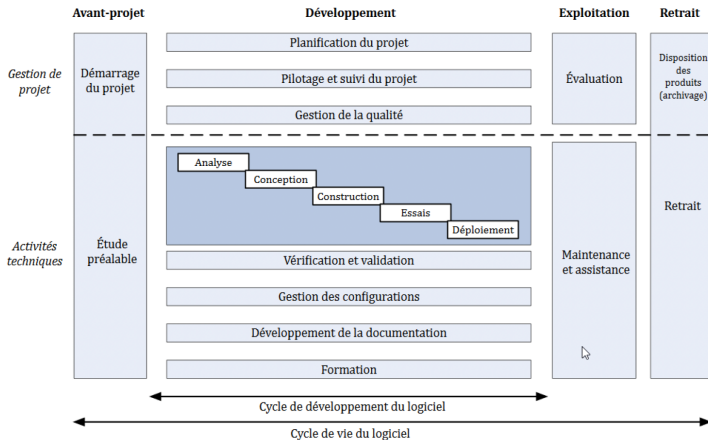 Avant-projet
Développement
Exploitation
Retrait
Gestion de
projet
Démarrage
du projet
Planification du projet
Pilotage et suivi du projet
Gestion de la qualité
Évaluation
Disposition
des
produits
(archivage)
Activités
techniques
Étude
préalable
Analyse
Conception
Construction
Essais
Déploiement
Vérification et validation
Gestion des configurations
Développement de la documentation
Formation
Maintenance
et assistance
Retrait
Cycle de développement du logiciel
Cycle de vie du logiciel